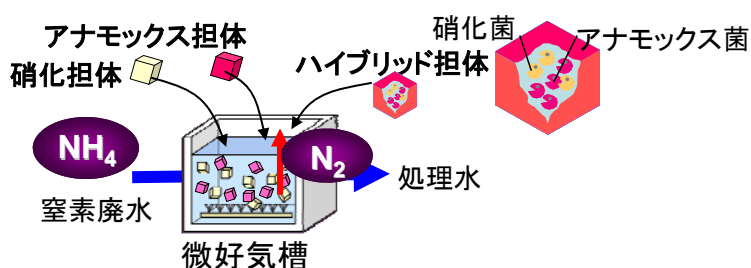 アナモックス担体
硝化担体
ハイブリッド担体
硝化菌
アナモックス菌
NH₄
N₂
窒素廃水
処理水
微好気槽